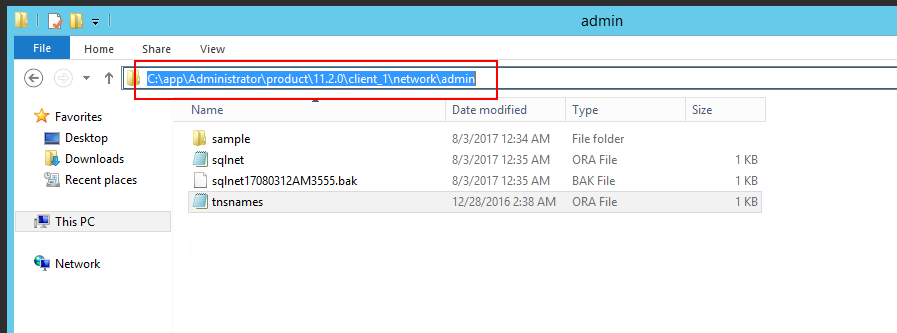 admin
File Home Share View
C:\app\Administrator\product\11.2.0\client_1\network\admin
Name Date modified Type Size
Favorites
Desktop
Downloads
Recent places
This PC
Network
sample 8/3/2017 12:34 AM File folder
sqlnet 8/3/2017 12:35 AM ORA File 1 KB
sqlnet17080312AM3555.bak 8/3/2017 12:35 AM BAK File 1 KB
tnsnames 12/28/2016 2:38 AM ORA File 1 KB